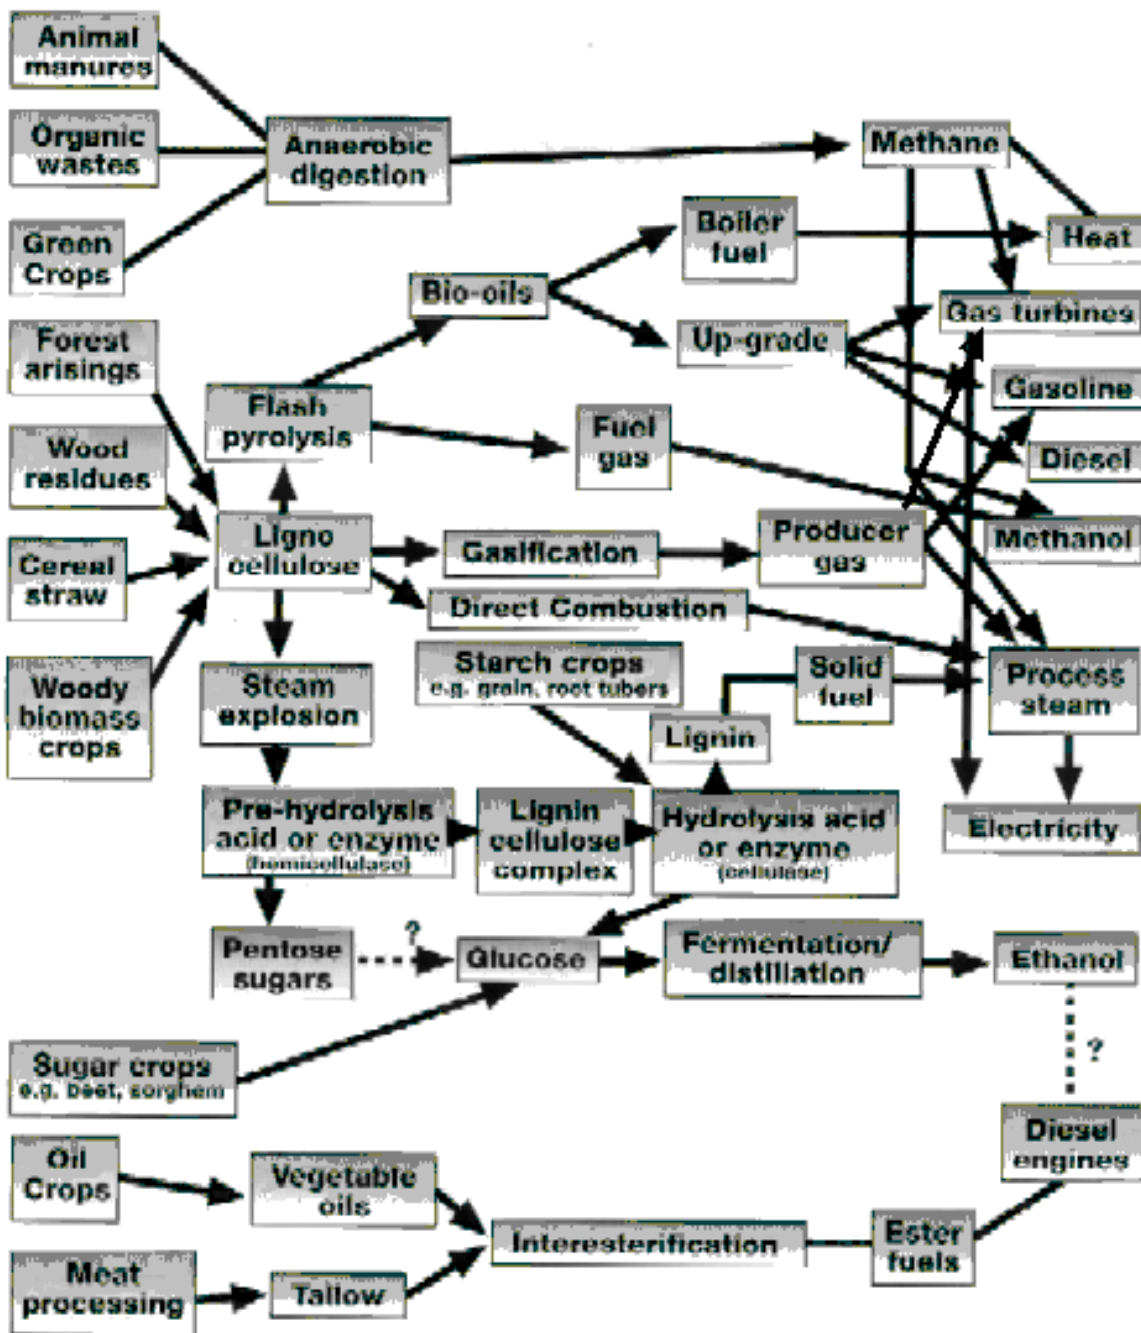 Animal
manures
Organic
wastes
Anaerobic
digestion
Methane
Green
Crops
Boiler
fuel
Heat
Bio-oils
Gas turbines
Forest
arisings
Up-grade
Gasoline
Flash
pyrolysis
Fuel
gas
Wood
residues
Diesel
Ligno
cellulose
Gasification
Producer
gas
Methanol
Cereal
straw
Direct Combustion
Starch crops
e.g. grain, root tubers
Solid
fuel
Process
steam
Woody
biomass
crops
Steam
explosion
Lignin
Pre-hydrolysis
acid or enzyme
(hemicellulase)
Lignin
cellulose
complex
Hydrolysis acid
or enzyme
(cellulase)
Electricity
Pentose
sugars
?
Glucose
Fermentation/
distillation
Ethanol
Sugar crops
e.g. beet, sorghem
?
Diesel
engines
Oil
Crops
Vegetable
oils
Interesterification
Ester
fuels
Meat
processing
Tallow